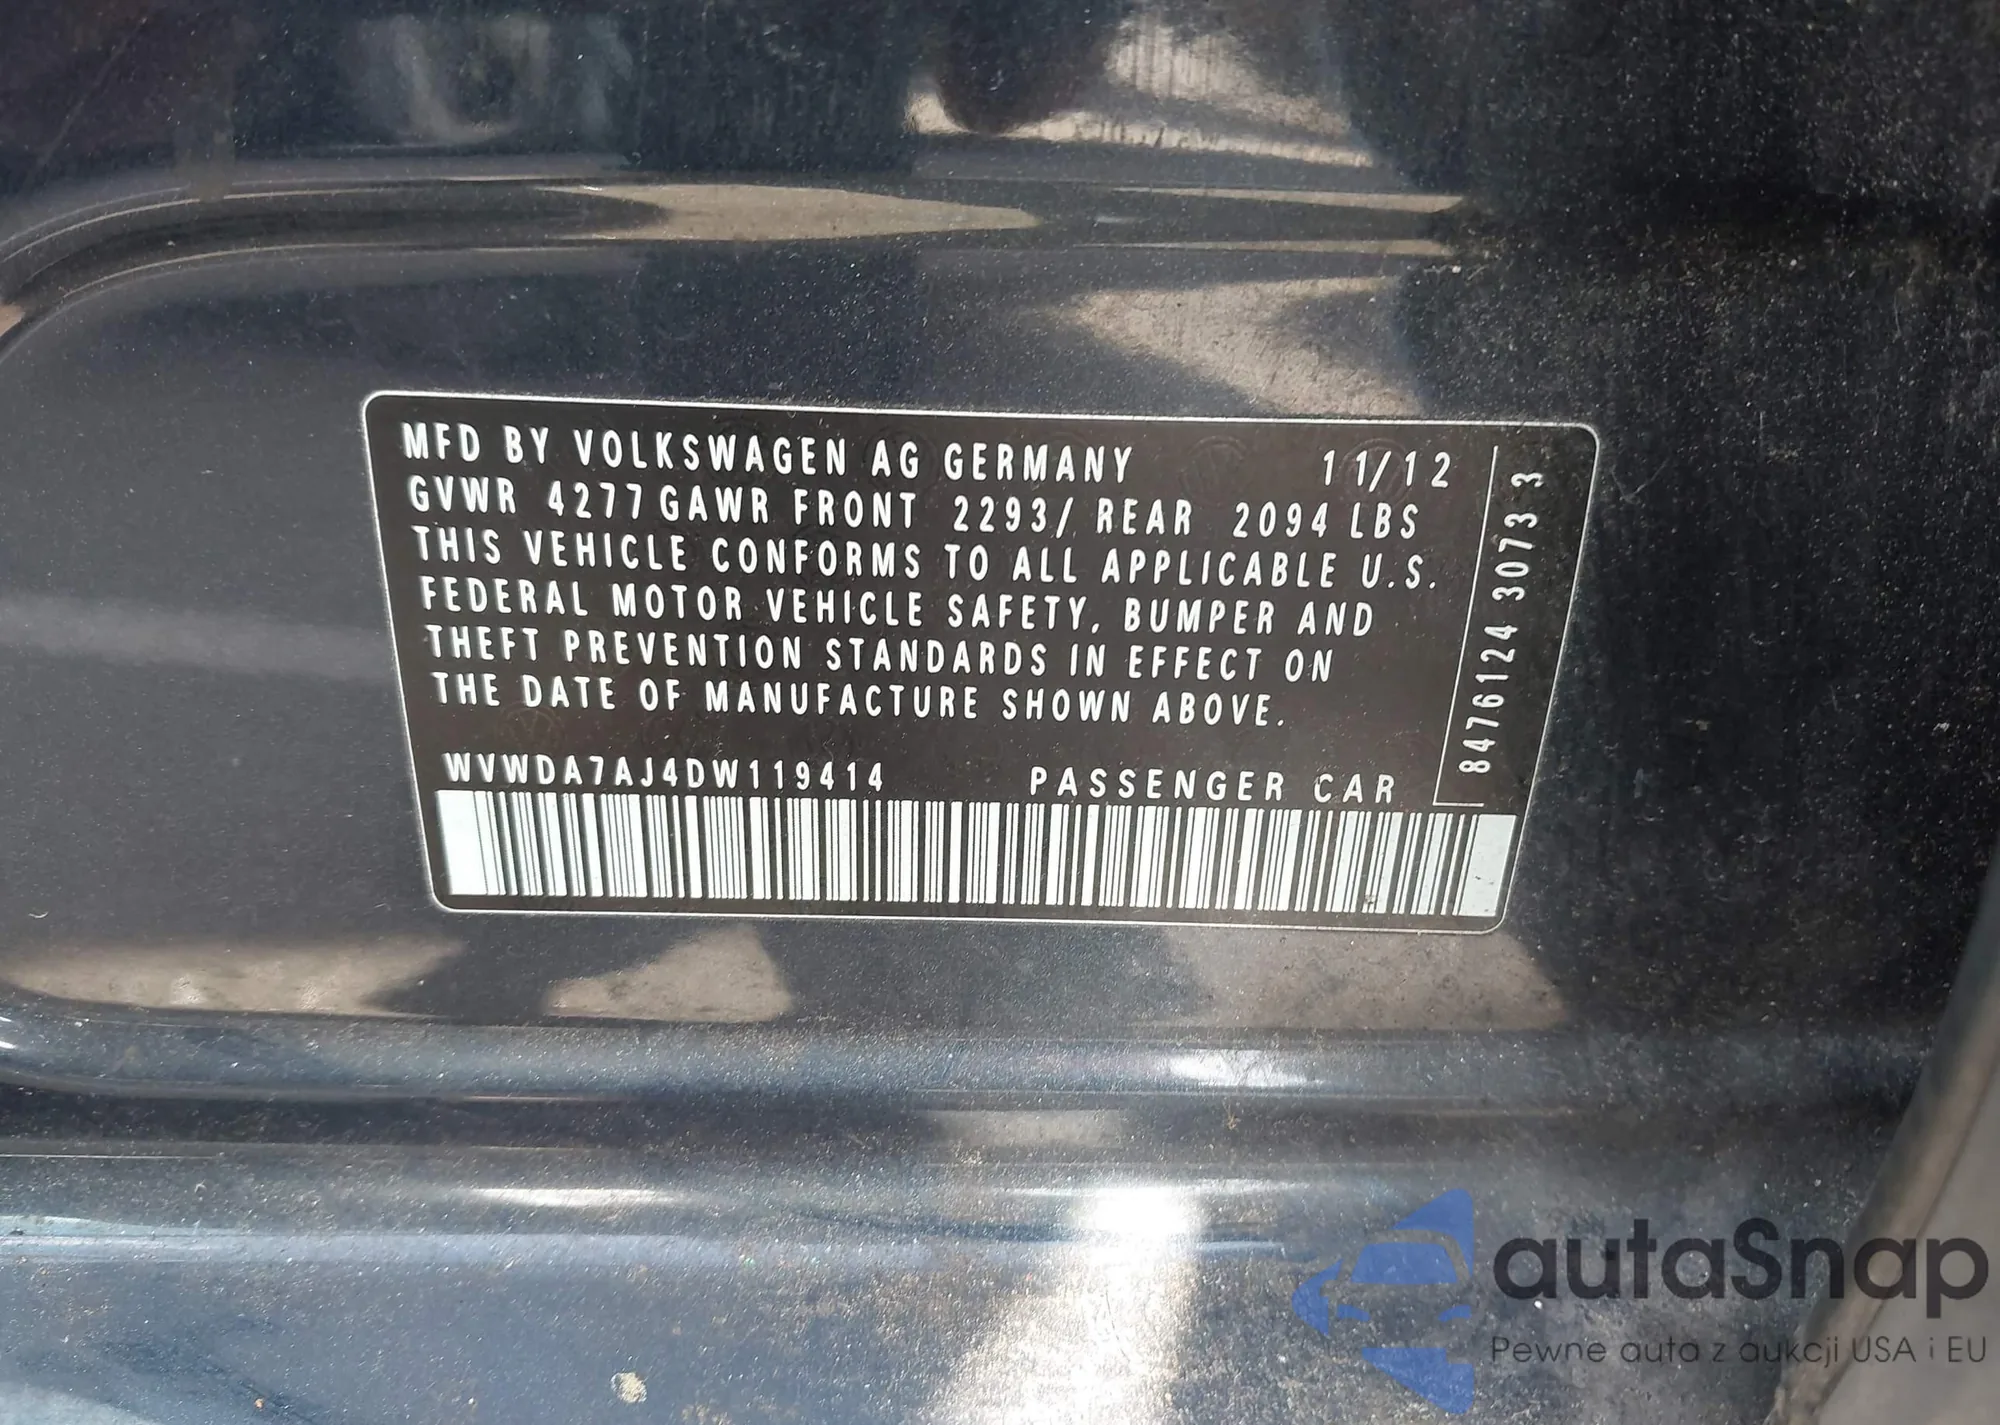 MFD BY VOLKSWAGEN AG GERMANY 11/12
GVWR 4277 GAWR FRONT 2293/ REAR 2094 LBS
THIS VEHICLE CONFORMS TO ALL APPLICABLE U.S.
FEDERAL MOTOR VEHICLE SAFETY, BUMPER AND
THEFT PREVENTION STANDARDS IN EFFECT ON
THE DATE OF MANUFACTURE SHOWN ABOVE.
WVWDA7AJ4DW119414 PASSENGER CAR
8476124 3073 3
autaSnap
Pewne auta z aukcji USA i EU